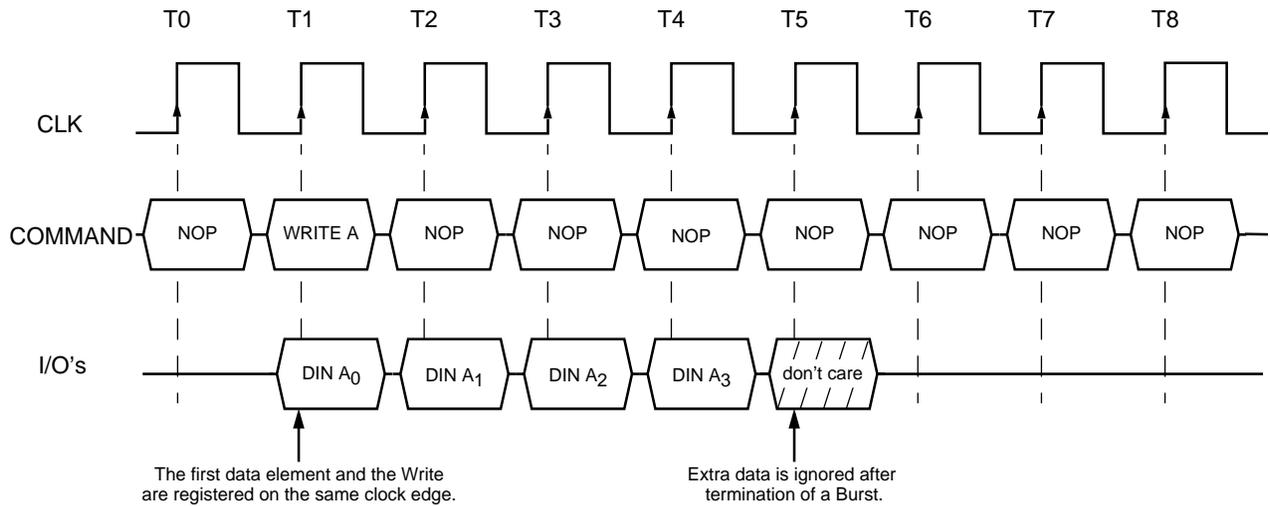 T0 T1 T2 T3 T4 T5 T6 T7 T8
CLK
COMMAND NOP WRITE A NOP NOP NOP NOP NOP NOP NOP
I/O's DIN A0 DIN A1 DIN A2 DIN A3 don't care
The first data element and the Write
are registered on the same clock edge.
Extra data is ignored after
termination of a Burst.